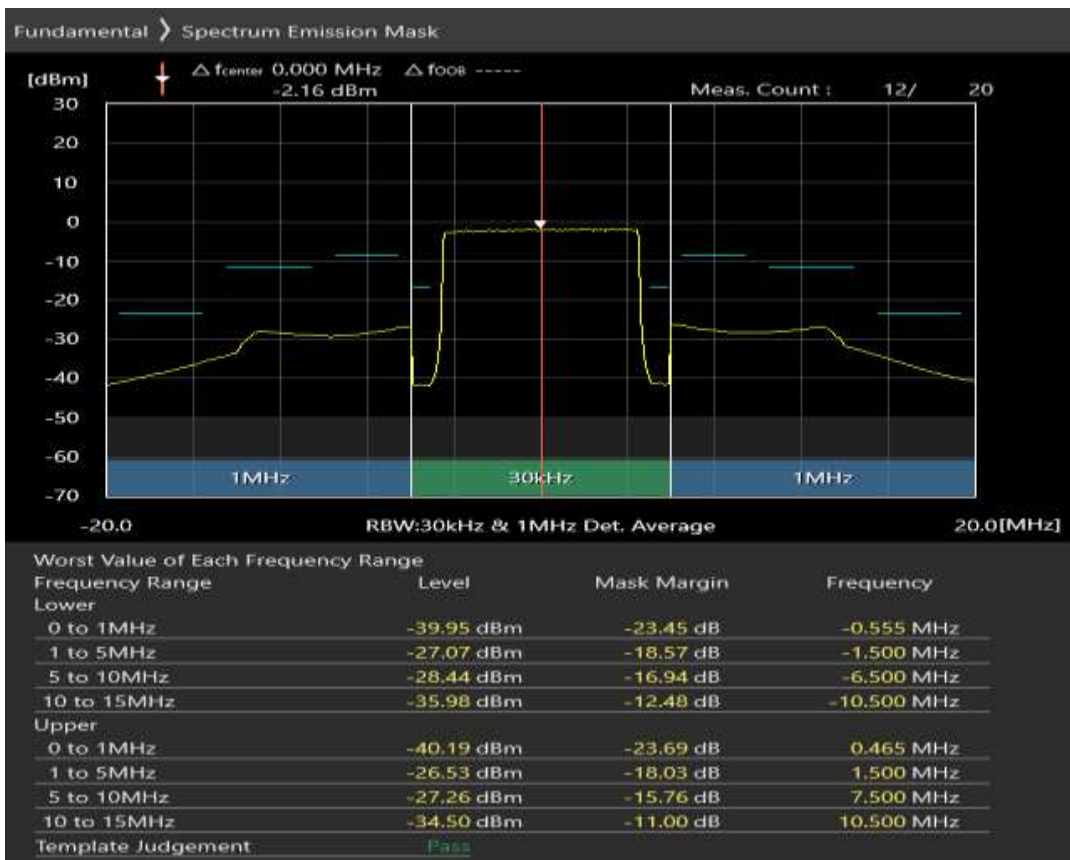 Fundamental ❯ Spectrum Emission Mask
[dBm] △ fcenter 0.000 MHz △ fOOB -----
-2.16 dBm Meas. Count : 12/ 20
30
20
10
0
-10
-20
-30
-40
-50
-60
1MHz 30kHz 1MHz
-70
-20.0 RBW:30kHz & 1MHz Det. Average 20.0[MHz]
Worst Value of Each Frequency Range
Frequency Range Level Mask Margin Frequency
Lower
0 to 1MHz -39.95 dBm -23.45 dB -0.555 MHz
1 to 5MHz -27.07 dBm -18.57 dB -1.500 MHz
5 to 10MHz -28.44 dBm -16.94 dB -6.500 MHz
10 to 15MHz -35.98 dBm -12.48 dB -10.500 MHz
Upper
0 to 1MHz -40.19 dBm -23.69 dB 0.465 MHz
1 to 5MHz -26.53 dBm -18.03 dB 1.500 MHz
5 to 10MHz -27.26 dBm -15.76 dB 7.500 MHz
10 to 15MHz -34.50 dBm -11.00 dB 10.500 MHz
Template Judgement Pass